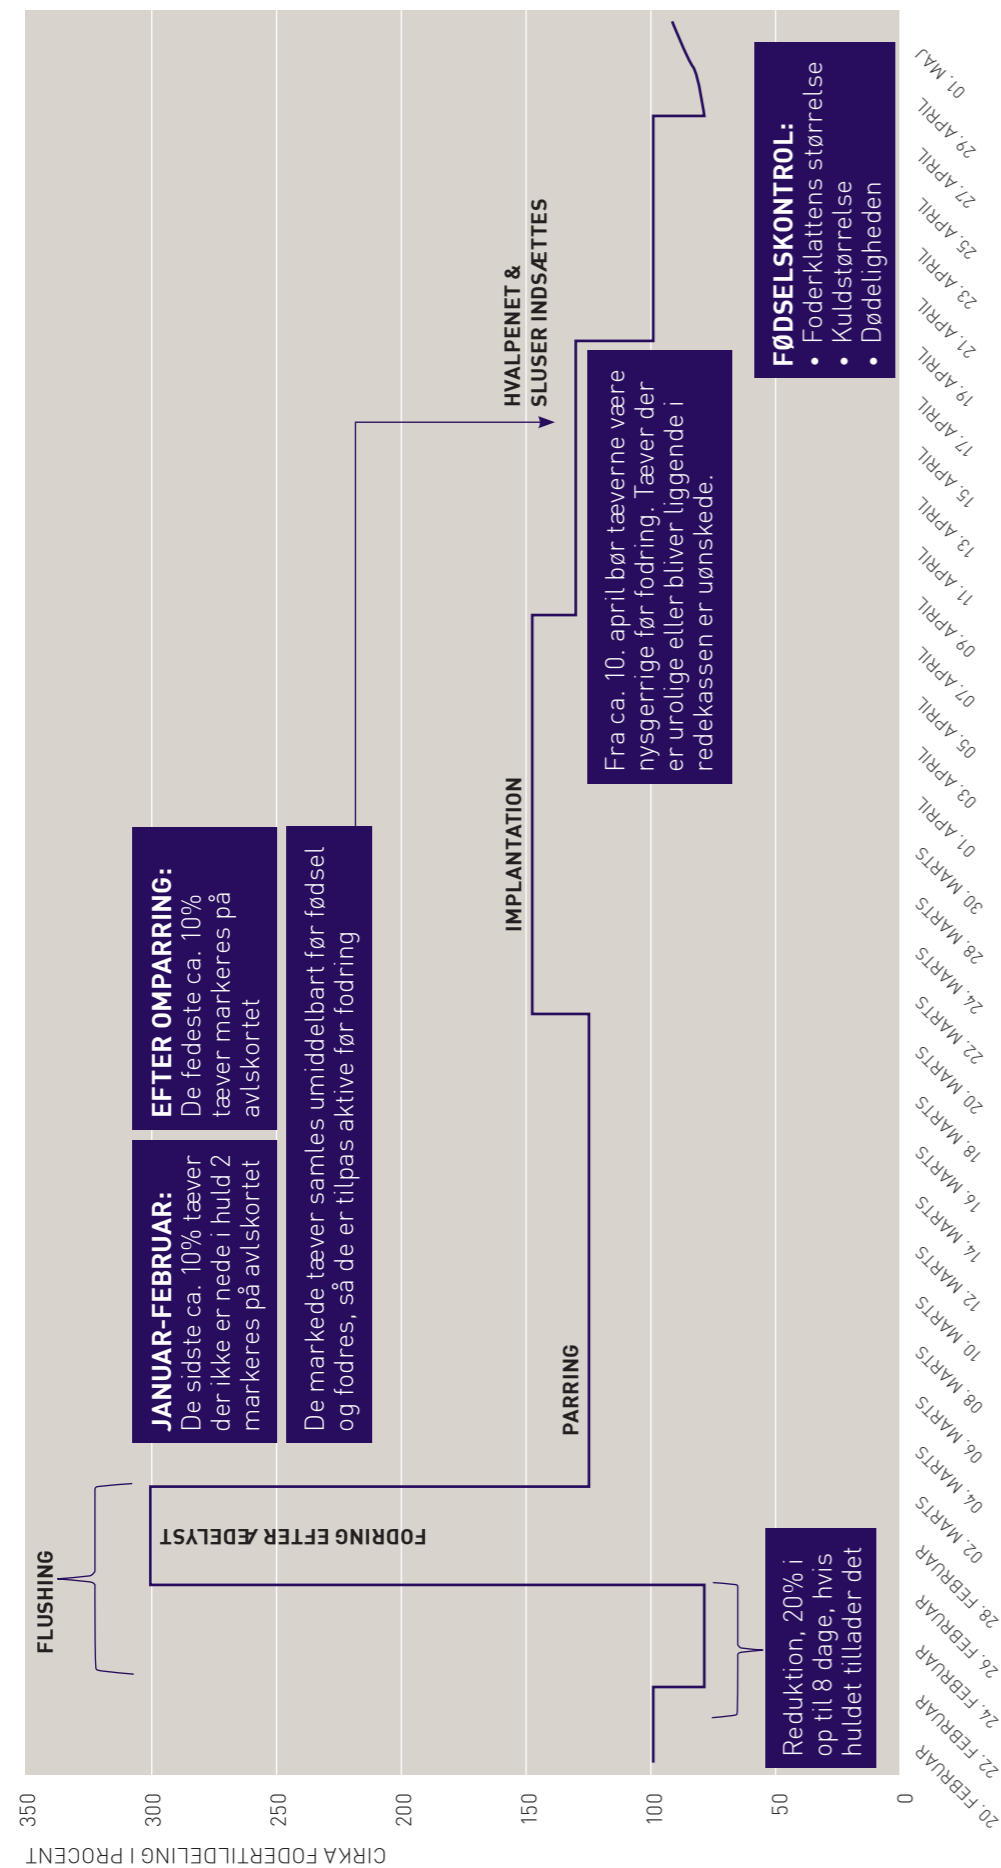 FLUSHING
FODRING EFTER ÆDELYST
JANUAR-FEBRUAR:
De sidste ca. 10% tæver
der ikke er nede i huld 2
markeres på avlskortet
EFTER OMPARRING:
De fedeste ca. 10%
tæver markeres på
avlskortet
De markede tæver samles umiddelbart før fødsel
og fodres, så de er tilpas aktive før fodring
PARRING
IMPLANTATION
HVALPENET &
SLUSER INDSÆTTES
Reduktion, 20% i
op til 8 dage, hvis
huldet tillader det
Fra ca. 10. april bør tæverne være
nysgerrige før fodring. Tæver der
er urolige eller bliver liggende i
redekassen er uønskede.
FØDSELSKONTROL:
• Foderklattens størrelse
• Kuldstørrelse
• Dødeligheden
CIRKA FODERTILDELING I PROCENT
350
300
250
200
150
100
50
0
20. FEBRUAR
22. FEBRUAR
24. FEBRUAR
26. FEBRUAR
28. FEBRUAR
02. MARTS
04. MARTS
06. MARTS
08. MARTS
10. MARTS
12. MARTS
14. MARTS
16. MARTS
18. MARTS
20. MARTS
22. MARTS
24. MARTS
28. MARTS
30. MARTS
01. APRIL
03. APRIL
05. APRIL
07. APRIL
09. APRIL
11. APRIL
13. APRIL
15. APRIL
17. APRIL
19. APRIL
21. APRIL
23. APRIL
25. APRIL
27. APRIL
29. APRIL
01. MAJ